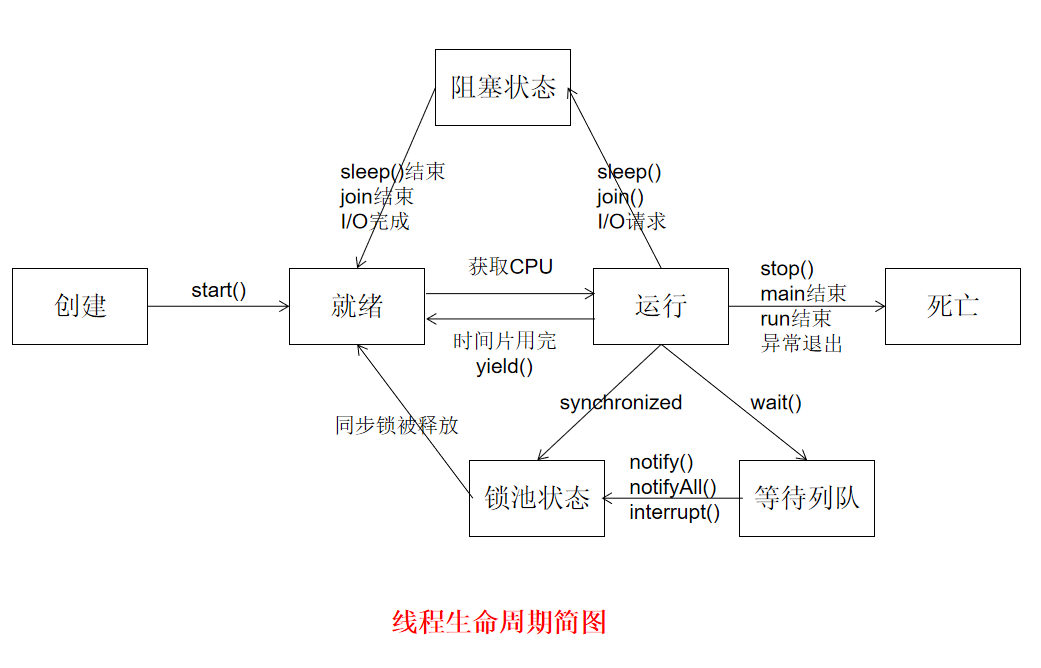 阻塞状态
sleep()结束
join结束
I/O完成
sleep()
join()
I/O请求
创建
start()
就绪
获取CPU
时间片用完
yield()
运行
stop()
main结束
run结束
异常退出
死亡
同步锁被释放
synchronized
wait()
锁池状态
notify()
notifyAll()
interrupt()
等待列队
线程生命周期简图